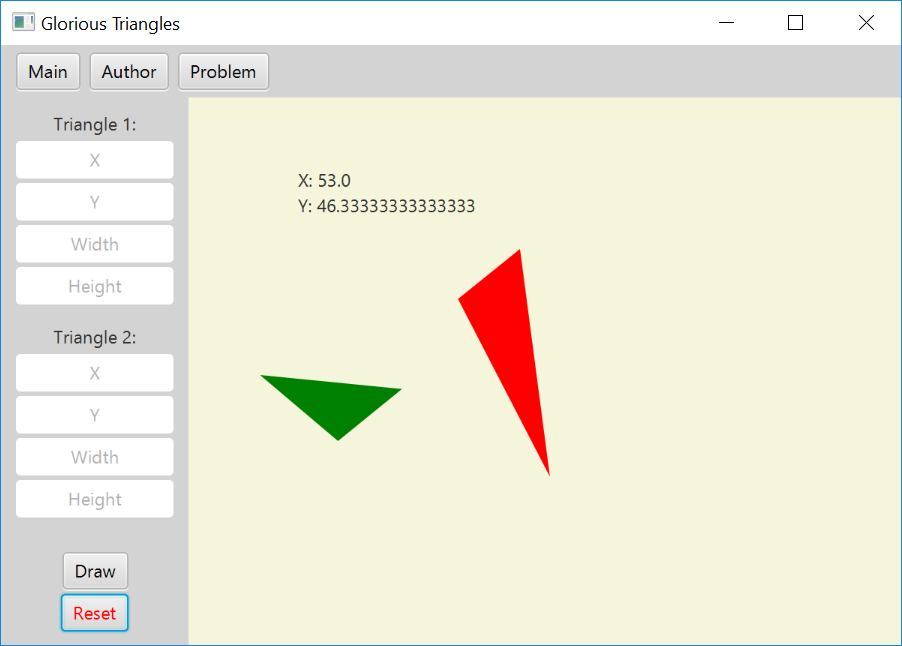 Glorious Triangles
Main Author Problem
Triangle 1:
X
Y
Width
Height
Triangle 2:
X
Y
Width
Height
Draw
Reset
X: 53.0
Y: 46.33333333333333